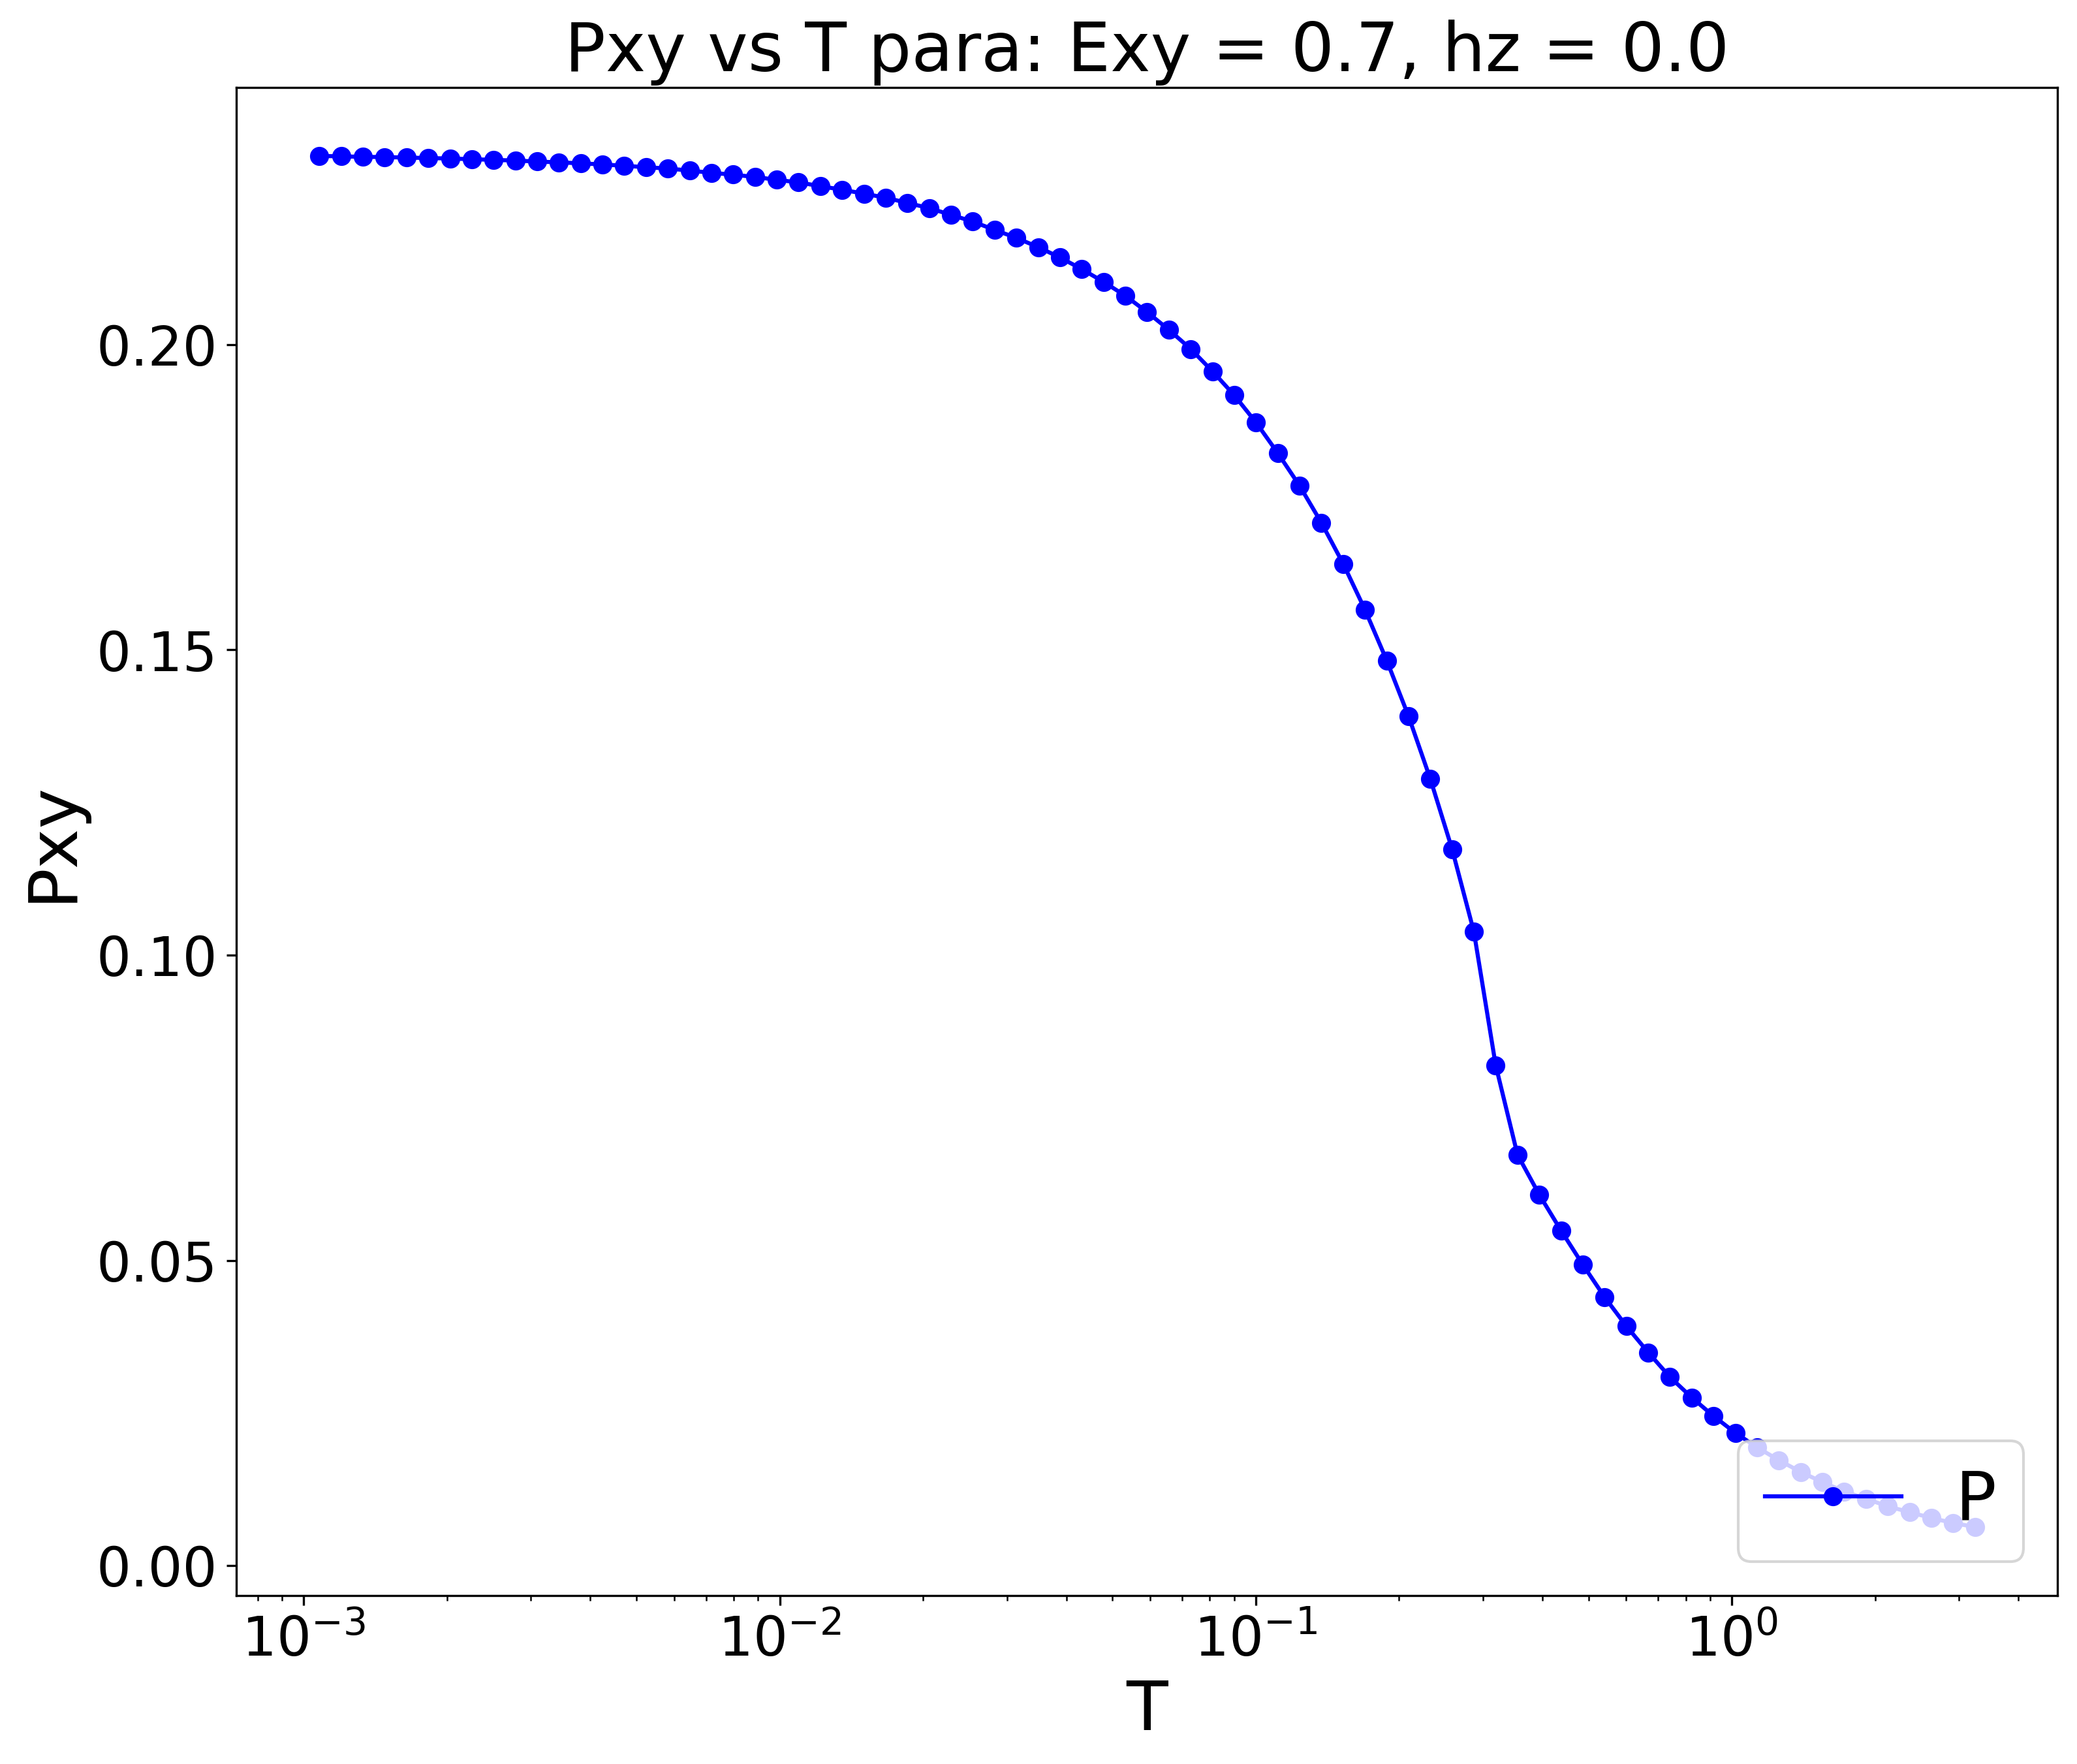 Pxy vs T para: Exy = 0.7, hz = 0.0
Pxy
0.20
0.15
0.10
0.05
0.00
10⁻³
10⁻²
10⁻¹
10⁰
T
P